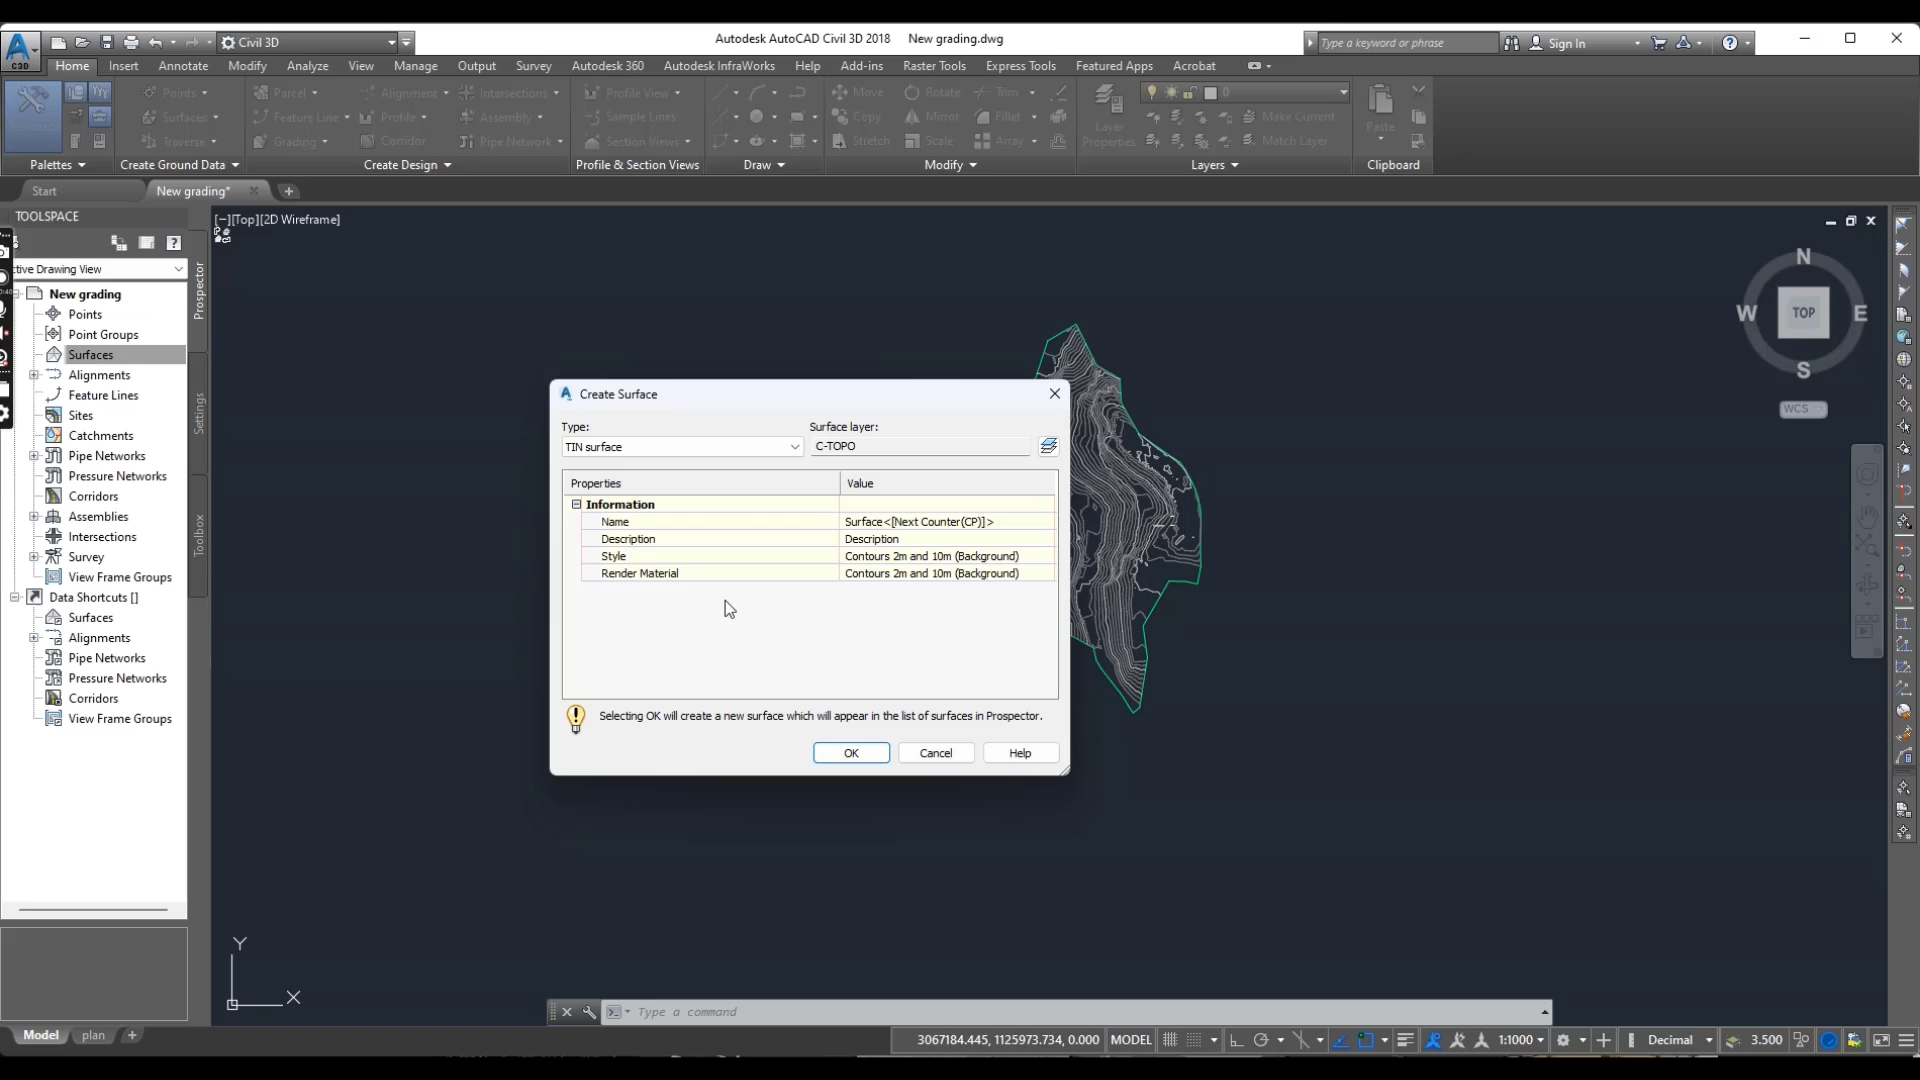 Civil 3D
Autodesk AutoCAD Civil 3D 2018 New grading.dwg
Type a keyword or phrase
Sign In
C3D
Home Insert Annotate Modify Analyze View Manage Output Survey Autodesk 360 Autodesk InfraWorks Help Add-ins Raster Tools Express Tools Featured Apps Acrobat
Points Parcel Alignment Intersections Profile View Move Rotate Trim 0
Surfaces Feature Line Profile Assembly Sample Lines Copy Mirror Fillet Make Current
Traverse Grading Corridor Pipe Network Section Views Stretch Scale Array Layer Properties Match Layer Paste
Palettes Create Ground Data Create Design Profile & Section Views Draw Modify Layers Clipboard
Start New grading*
TOOLSPACE
[−][Top][2D Wireframe]
ctive Drawing View
Prospector
Settings
Toolbox
New grading
Points
Point Groups
Surfaces
Alignments
Feature Lines
Sites
Catchments
Pipe Networks
Pressure Networks
Corridors
Assemblies
Intersections
Survey
View Frame Groups
Data Shortcuts []
Surfaces
Alignments
Pipe Networks
Pressure Networks
Corridors
View Frame Groups
N
W TOP E
S
WCS
Create Surface
Type: Surface layer:
TIN surface C-TOPO
Properties Value
Information
Name Surface<[Next Counter(CP)]>
Description Description
Style Contours 2m and 10m (Background)
Render Material Contours 2m and 10m (Background)
Selecting OK will create a new surface which will appear in the list of surfaces in Prospector.
OK Cancel Help
Y
X
Type a command
Model plan
3067184.445, 1125973.734, 0.000 MODEL 1:1000 Decimal 3.500